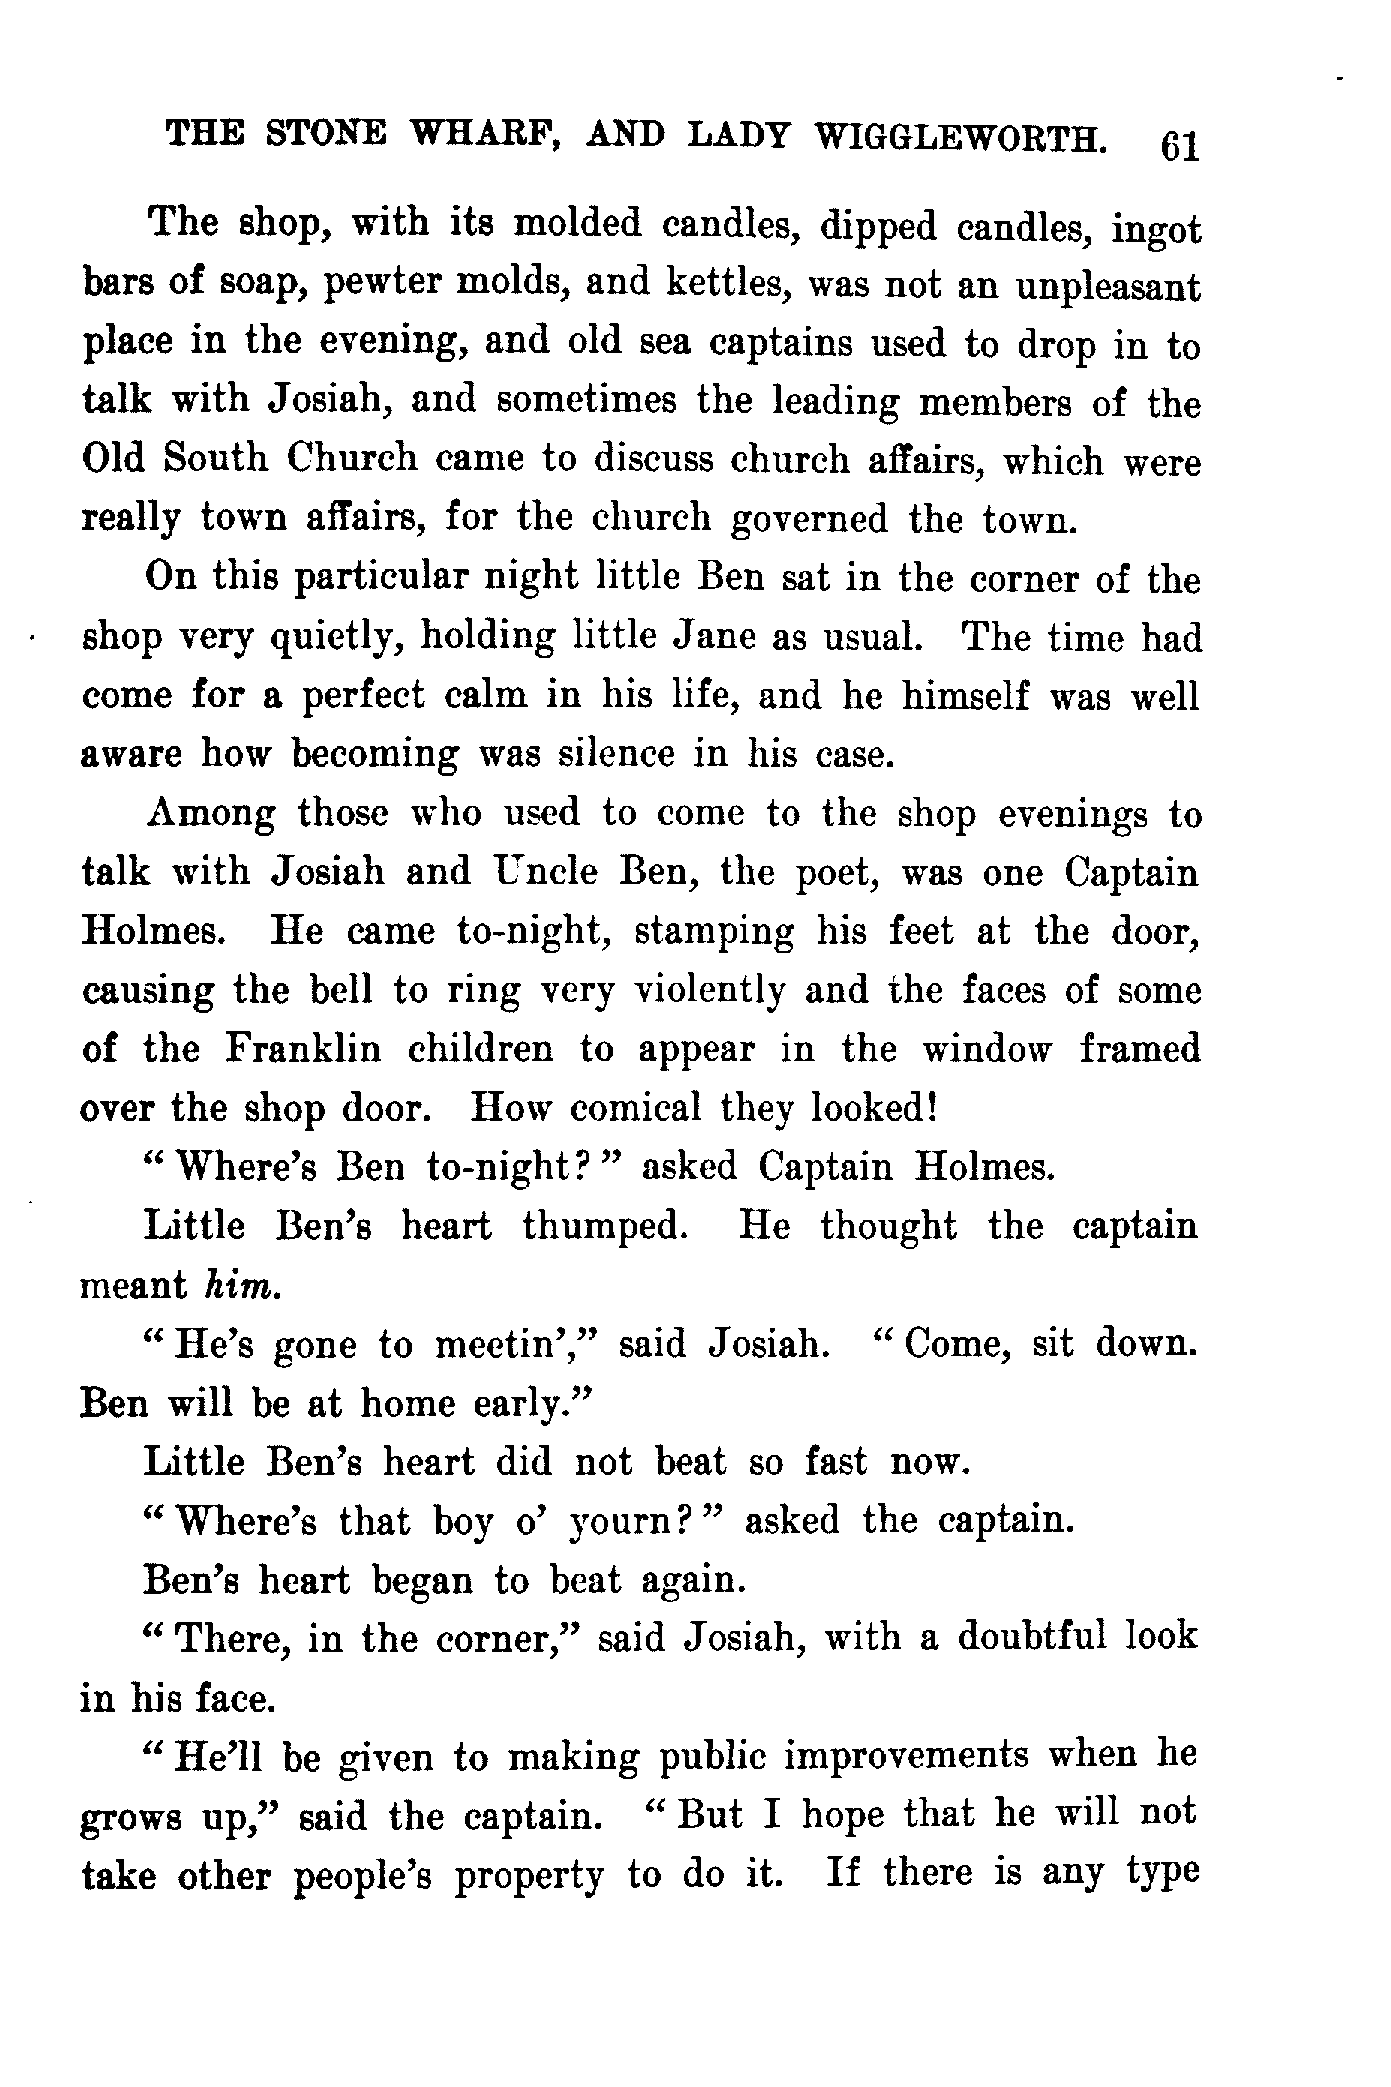 THE STONE WHARF, AND LADY WIGGLEWORTH. 61
The shop, with its molded candles, dipped candles, ingot
bars of soap, pewter molds, and kettles, was not an unpleasant
place in the evening, and old sea captains used to drop in to
talk with Josiah, and sometimes the leading members of the
Old South Church came to discuss church affairs, which were
really town affairs, for the church governed the town.
On this particular night little Ben sat in the corner of the
shop very quietly, holding little Jane as usual. The time had
come for a perfect calm in his life, and he himself was well
aware how becoming was silence in his case.
Among those who used to come to the shop evenings to
talk with Josiah and Uncle Ben, the poet, was one Captain
Holmes. He came to-night, stamping his feet at the door,
causing the bell to ring very violently and the faces of some
of the Franklin children to appear in the window framed
over the shop door. How comical they looked!
“ Where’s Ben to-night? ” asked Captain Holmes.
Little Ben’s heart thumped. He thought the captain
meant him.
“ He’s gone to meetin’,” said Josiah. “ Come, sit down.
Ben will be at home early.”
Little Ben’s heart did not beat so fast now.
“ Where’s that boy o’ yourn? ” asked the captain.
Ben’s heart began to beat again.
“ There, in the corner,” said Josiah, with a doubtful look
in his face.
“ He’ll be given to making public improvements when he
grows up,” said the captain. “ But I hope that he will not
take other people’s property to do it. If there is any type